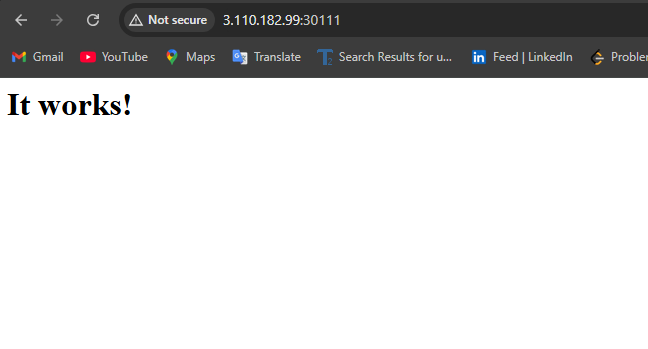 Not secure 3.110.182.99:30111
Gmail YouTube Maps Translate Search Results for u... Feed | LinkedIn Probler
It works!